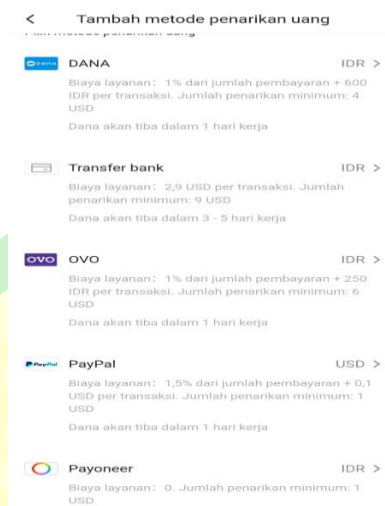 Tambah metode penarikan uang
DANA
DANA IDR
Biaya layanan: 1% dari jumlah pembayaran + 600
IDR per transaksi. Jumlah penarikan minimum: 4
USD
Dana akan tiba dalam 1 hari kerja
Transfer bank IDR
Biaya layanan: 2,9 USD per transaksi. Jumlah
penarikan minimum: 9 USD
Dana akan tiba dalam 3 - 5 hari kerja
OVO
OVO IDR
Biaya layanan: 1% dari jumlah pembayaran + 250
IDR per transaksi. Jumlah penarikan minimum: 6
USD
Dana akan tiba dalam 1 hari kerja
PayPal
PayPal USD
Biaya layanan: 1,5% dari jumlah pembayaran + 0,1
USD per transaksi. Jumlah penarikan minimum: 1
USD
Dana akan tiba dalam 1 hari kerja
Payoneer IDR
Biaya layanan: 0. Jumlah penarikan minimum: 1
USD